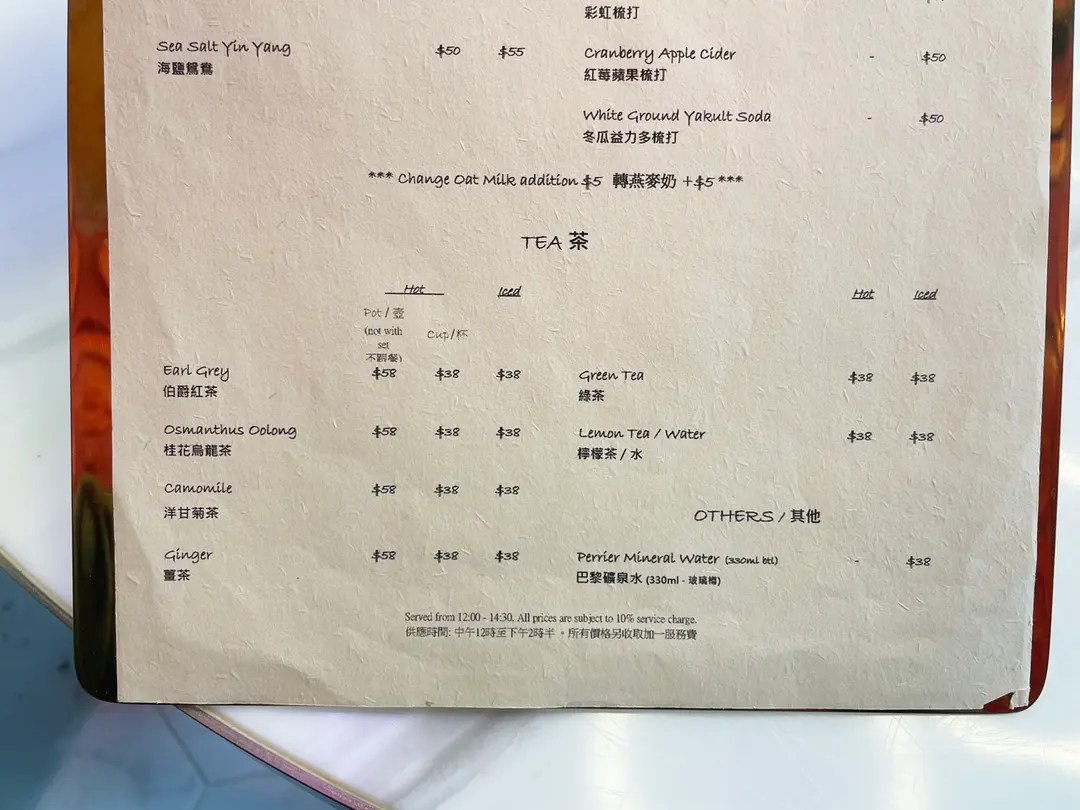 彩虹梳打
Sea Salt Yin Yang $50 $55
海鹽鴛鴦
Cranberry Apple Cider - $50
紅莓蘋果梳打
White Ground Yakult Soda - $50
冬瓜益力多梳打
*** Change Oat Milk addition $5 轉燕麥奶 +$5 ***
TEA 茶
Hot Iced
Pot / 壺
(not with
set
不跟餐)
Cup/杯
Earl Grey $58 $38 $38
伯爵紅茶
Osmanthus Oolong $58 $38 $38
桂花烏龍茶
Camomile $58 $38 $38
洋甘菊茶
Ginger $58 $38 $38
薑茶
Hot Iced
Green Tea $38 $38
綠茶
Lemon Tea / Water $38 $38
檸檬茶 / 水
OTHERS / 其他
Perrier Mineral Water (330ml btl) - $38
巴黎礦泉水 (330ml - 玻璃樽)
Served from 12:00 - 14:30. All prices are subject to 10% service charge.
供應時間: 中午12時至下午2時半 。所有價格另收取加一服務費